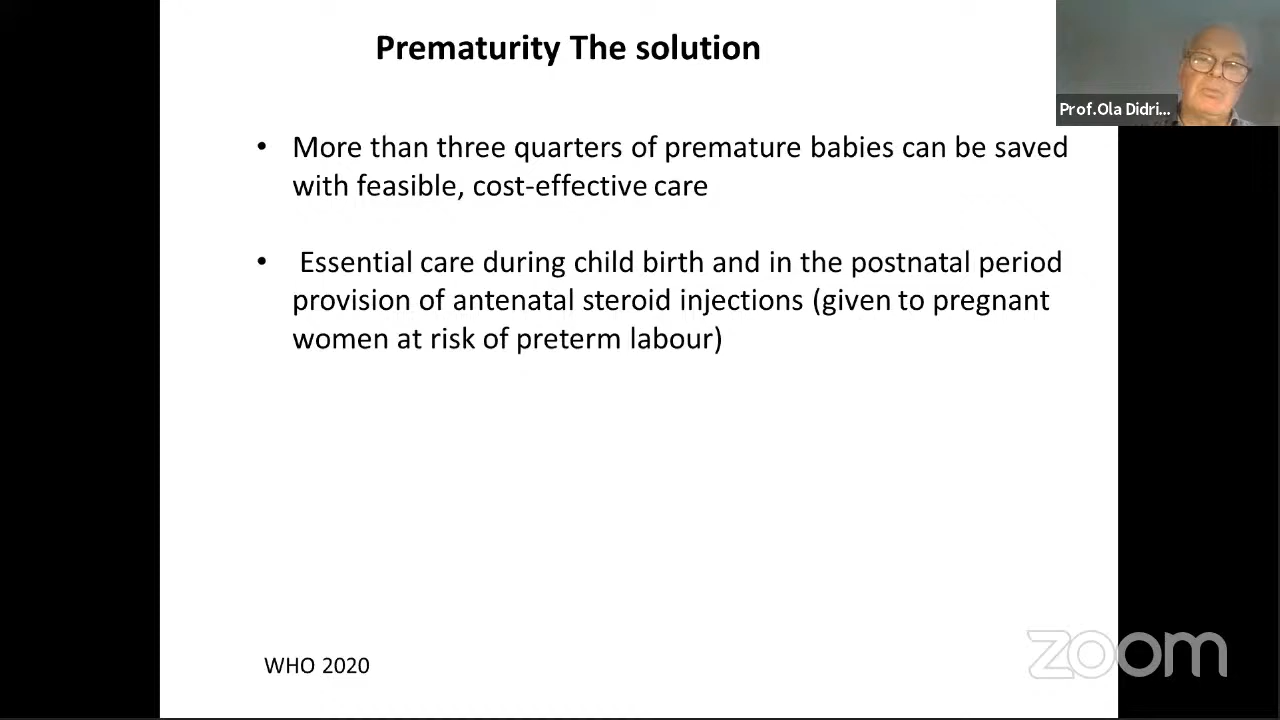 Prematurity The solution
Prof.Ola Didri...
• More than three quarters of premature babies can be saved
with feasible, cost-effective care
• Essential care during child birth and in the postnatal period
provision of antenatal steroid injections (given to pregnant
women at risk of preterm labour)
WHO 2020
zoom